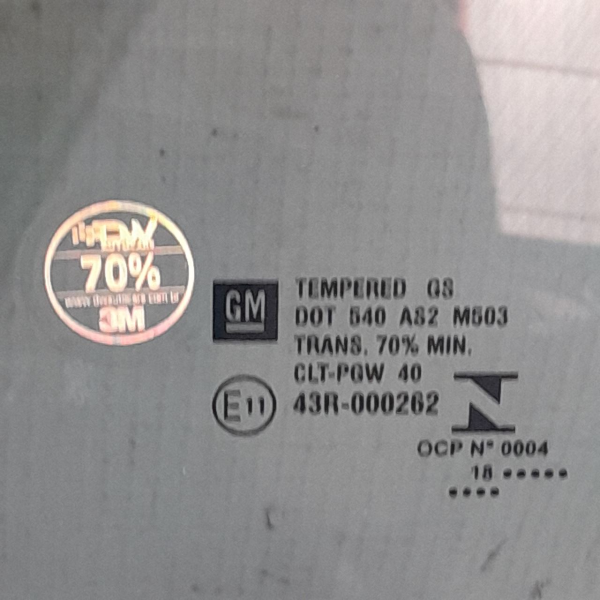 70%
3M
GM
TEMPERED GS
DOT 540 AS2 M503
TRANS. 70% MIN.
CLT-PGW 40
E11 43R-000262
OCP Nº 0004
18 •••••
••••